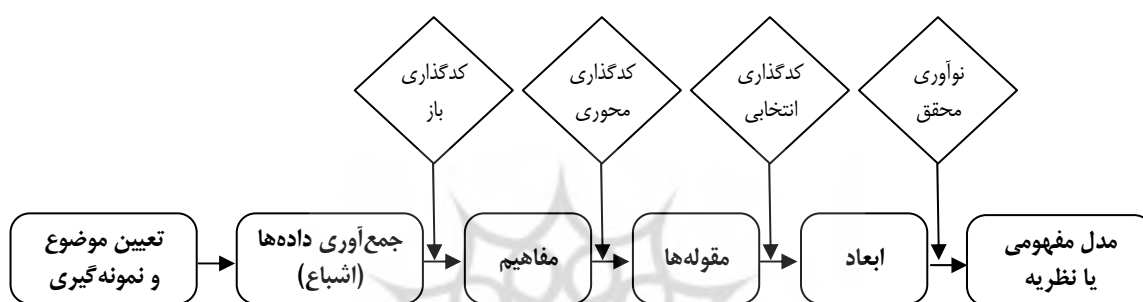 کدگذاری
باز
کدگذاری
محوری
کدگذاری
انتخابی
نوآوری
محقق
تعیین موضوع
و نمونه‌گیری
جمع‌آوری داده‌ها
(اشباع)
مفاهیم
مقوله‌ها
ابعاد
مدل مفهومی
یا نظریه